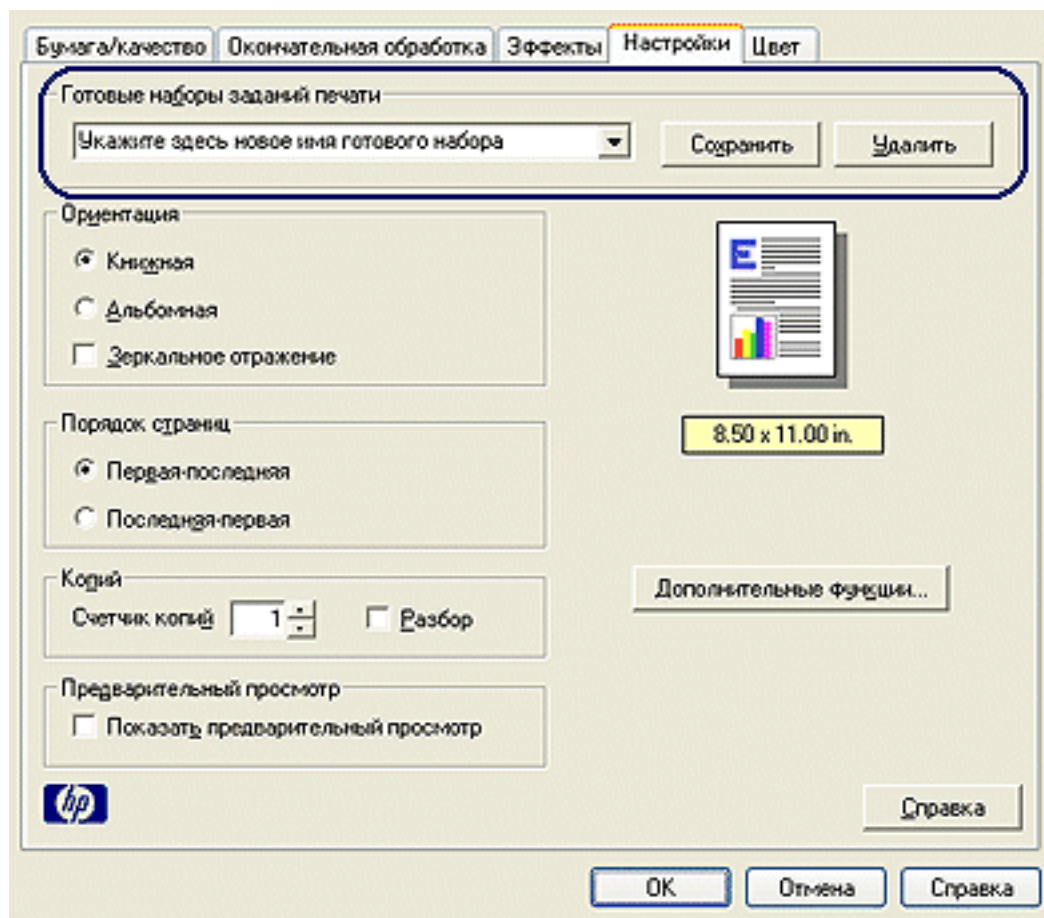 Бумага/качество Окончательная обработка Эффекты Настройки Цвет
Готовые наборы заданий печати
Укажите здесь новое имя готового набора Сохранить Удалить
Ориентация
Книжная
Альбомная
Зеркальное отражение
E
8.50 x 11.00 in.
Порядок страниц
Первая-последняя
Последняя-первая
Копий
Счетчик копий 1 Разбор
Дополнительные функции...
Предварительный просмотр
Показать предварительный просмотр
hp
Справка
OK Отмена Справка